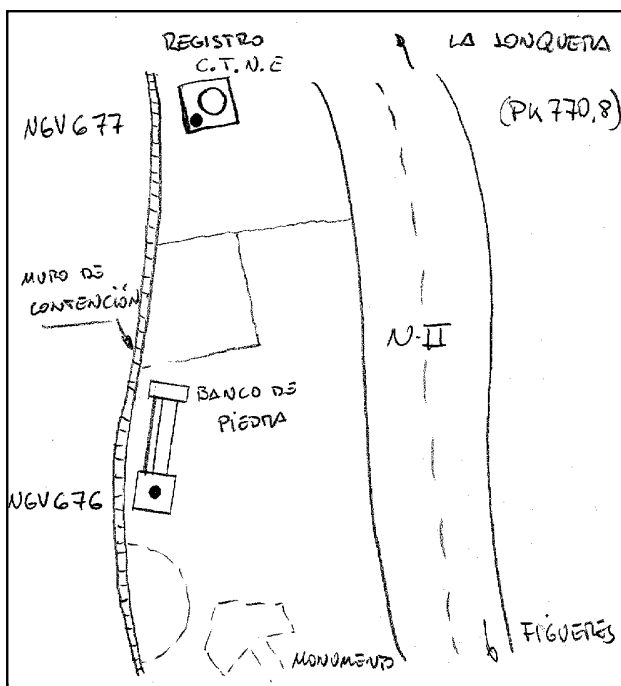 REGISTRO
C.T.N.E
LA JONQUERA
(PK 770,8)
NGV677
MURO DE
CONTENCIÓN
N-II
BANCO DE
PIEDRA
NGV676
MONUMENTO
FIGUERES